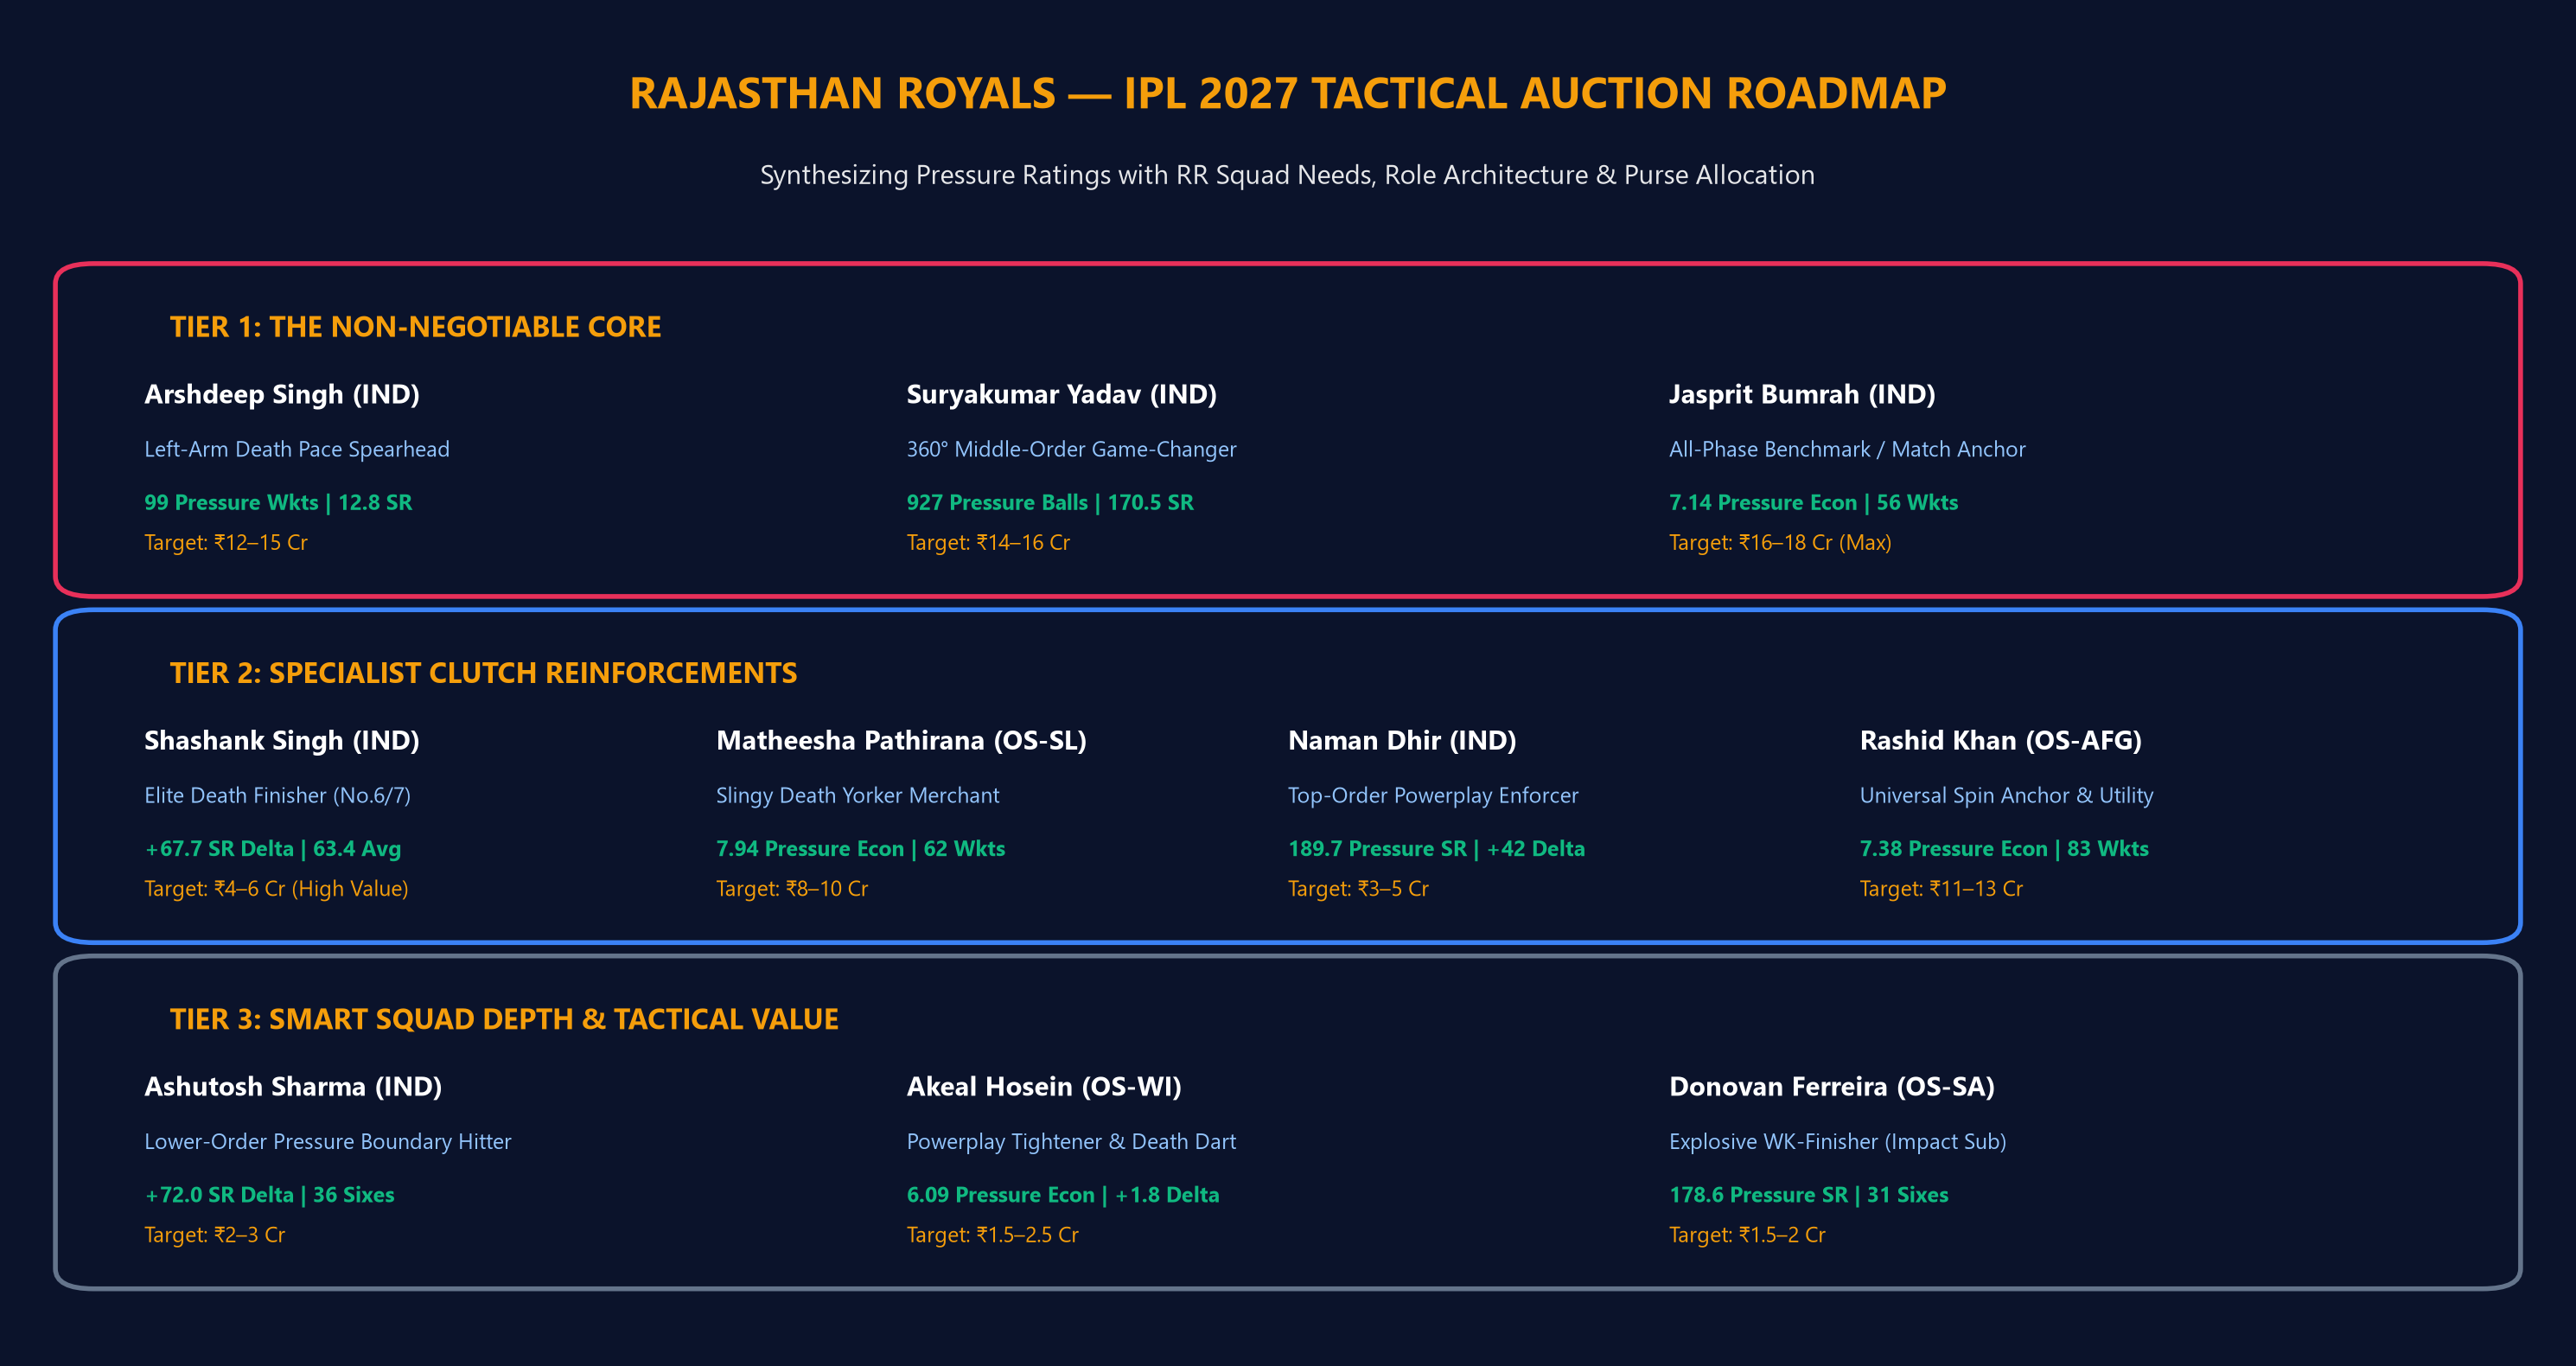 RAJASTHAN ROYALS — IPL 2027 TACTICAL AUCTION ROADMAP
Synthesizing Pressure Ratings with RR Squad Needs, Role Architecture & Purse Allocation
TIER 1: THE NON-NEGOTIABLE CORE
Arshdeep Singh (IND)
Left-Arm Death Pace Spearhead
99 Pressure Wkts | 12.8 SR
Target: ₹12–15 Cr
Suryakumar Yadav (IND)
360° Middle-Order Game-Changer
927 Pressure Balls | 170.5 SR
Target: ₹14–16 Cr
Jasprit Bumrah (IND)
All-Phase Benchmark / Match Anchor
7.14 Pressure Econ | 56 Wkts
Target: ₹16–18 Cr (Max)
TIER 2: SPECIALIST CLUTCH REINFORCEMENTS
Shashank Singh (IND)
Elite Death Finisher (No.6/7)
+67.7 SR Delta | 63.4 Avg
Target: ₹4–6 Cr (High Value)
Matheesha Pathirana (OS-SL)
Slingy Death Yorker Merchant
7.94 Pressure Econ | 62 Wkts
Target: ₹8–10 Cr
Naman Dhir (IND)
Top-Order Powerplay Enforcer
189.7 Pressure SR | +42 Delta
Target: ₹3–5 Cr
Rashid Khan (OS-AFG)
Universal Spin Anchor & Utility
7.38 Pressure Econ | 83 Wkts
Target: ₹11–13 Cr
TIER 3: SMART SQUAD DEPTH & TACTICAL VALUE
Ashutosh Sharma (IND)
Lower-Order Pressure Boundary Hitter
+72.0 SR Delta | 36 Sixes
Target: ₹2–3 Cr
Akeal Hosein (OS-WI)
Powerplay Tightener & Death Dart
6.09 Pressure Econ | +1.8 Delta
Target: ₹1.5–2.5 Cr
Donovan Ferreira (OS-SA)
Explosive WK-Finisher (Impact Sub)
178.6 Pressure SR | 31 Sixes
Target: ₹1.5–2 Cr